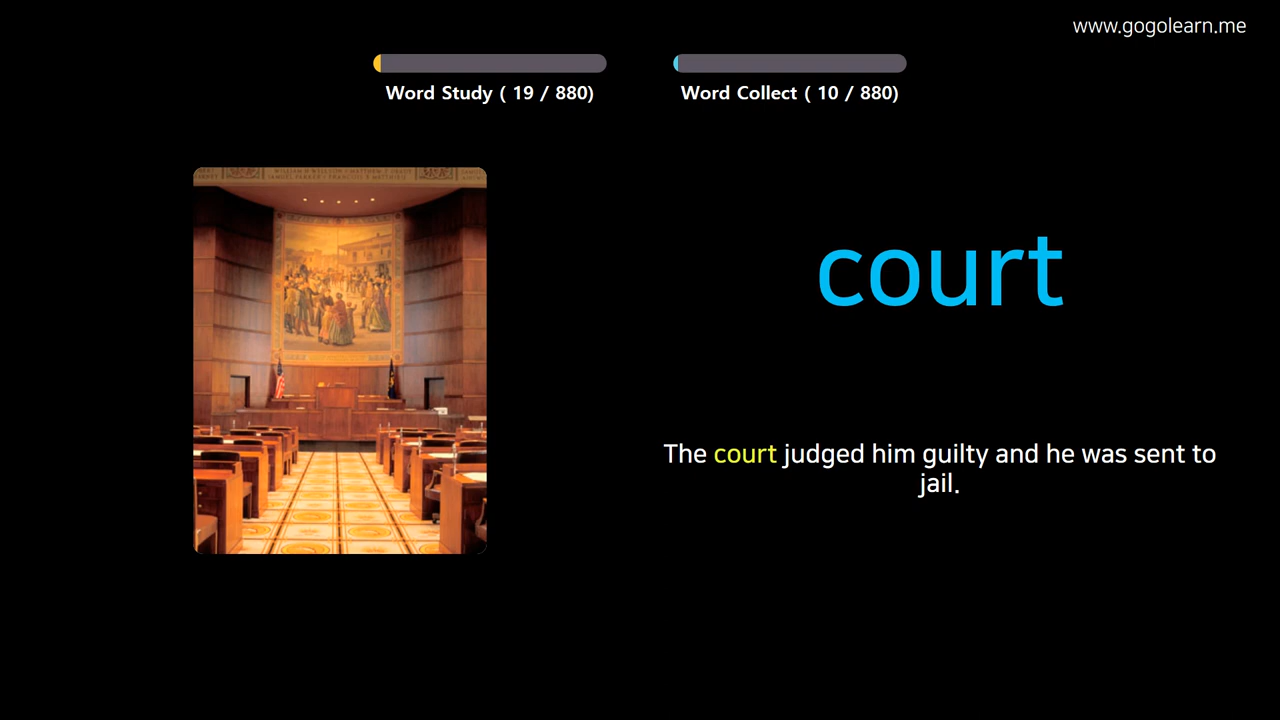 www.gogolearn.me
Word Study ( 19 / 880)
Word Collect ( 10 / 880)
court
The court judged him guilty and he was sent to
jail.